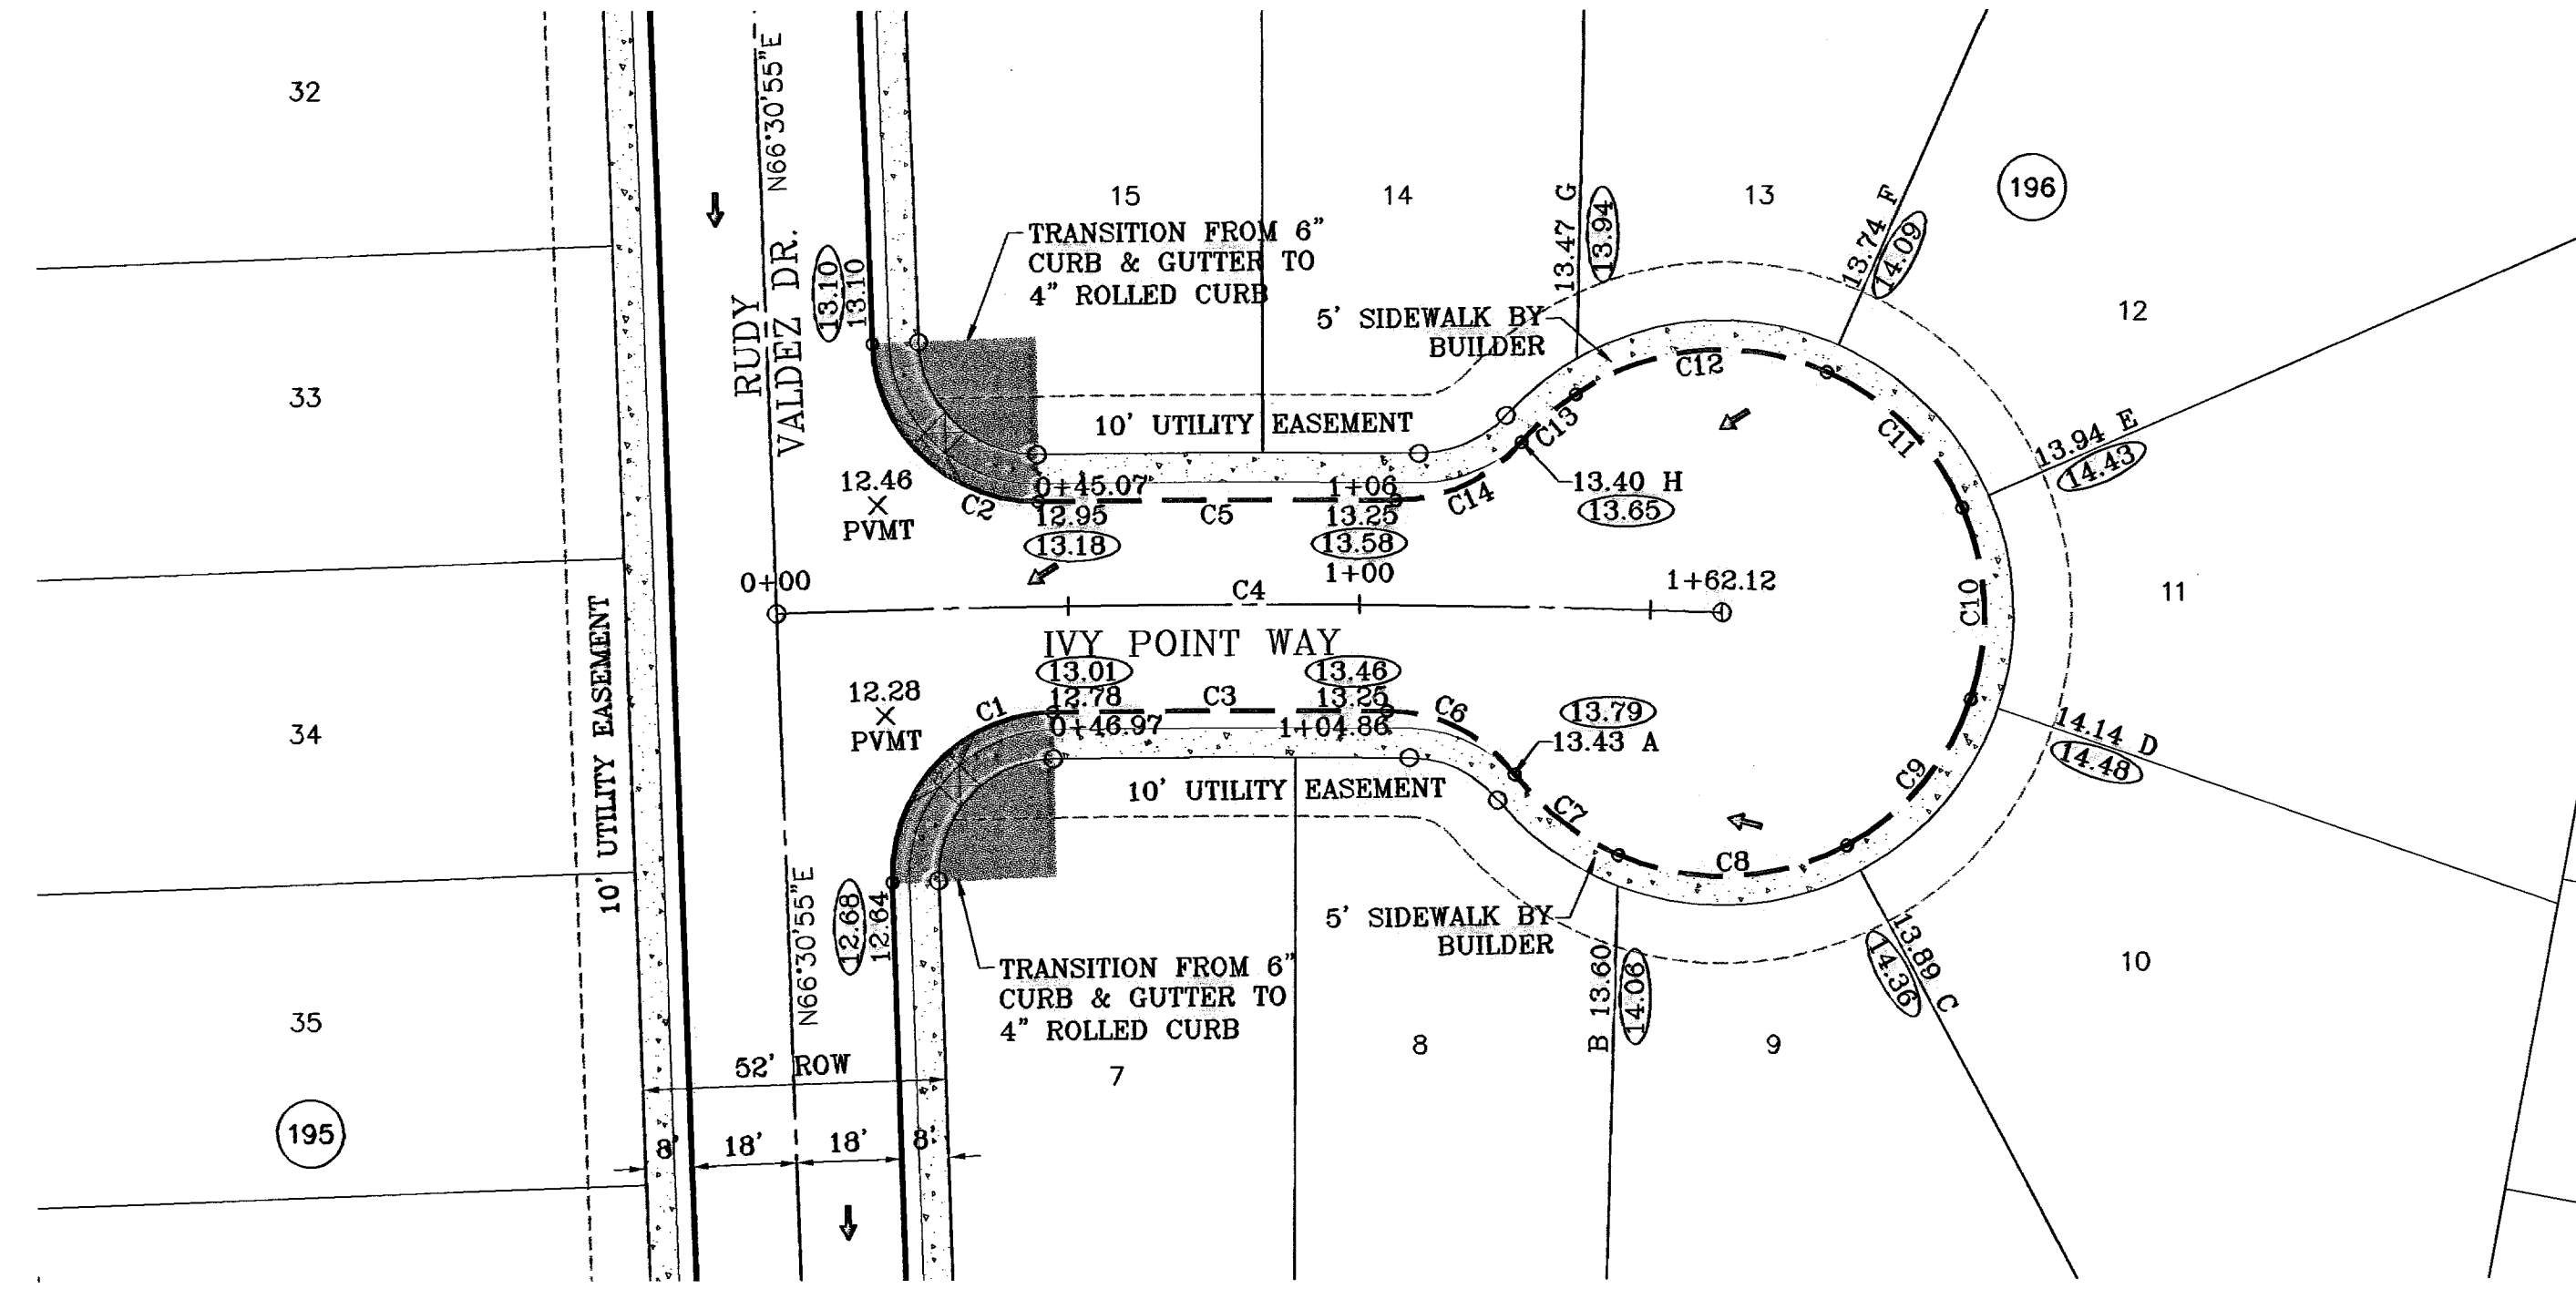 32
33
34
35
195
10' UTILITY EASEMENT
N66°30'55"E
RUDY
VALDEZ DR.
13.10
13.10
15
14
13
196
12
11
10
9
8
7
TRANSITION FROM 6"
CURB & GUTTER TO
4" ROLLED CURB
5' SIDEWALK BY
BUILDER
13.47 G
13.94
13.74 F
14.09
13.94 E
14.43
14.14 D
14.48
13.89 C
14.36
B 13.60
14.06
10' UTILITY EASEMENT
C12
C13
C11
C10
C9
C8
C7
C14
13.40 H
13.65
12.46
PVMT
C2
0+45.07
12.95
13.18
C5
1+06
13.25
13.58
0+00
1+00
C4
1+62.12
IVY POINT WAY
13.01
12.78
0+46.97
C3
13.46
13.25
1+04.86
C6
13.79
13.43 A
12.28
PVMT
C1
10' UTILITY EASEMENT
12.68
12.64
N66°30'55"E
5' SIDEWALK BY
BUILDER
TRANSITION FROM 6"
CURB & GUTTER TO
4" ROLLED CURB
52' ROW
8' 18' 18' 8'